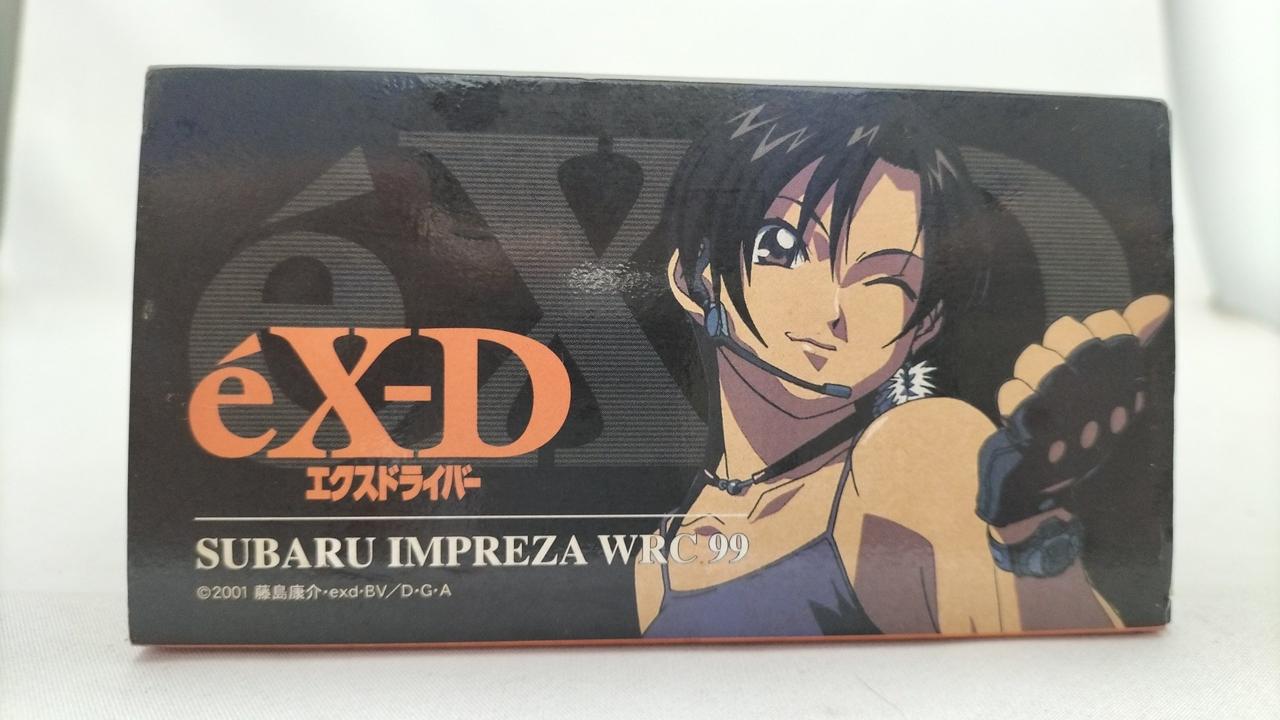 éX-D
éX-D
エクスドライバー
SUBARU IMPREZA WRC 99
©2001 藤島康介・exd・BV／D・G・A